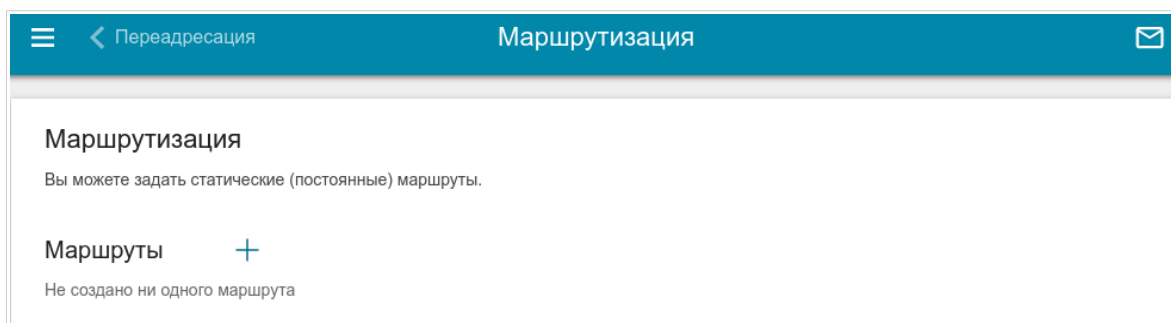 Переадресация
Маршрутизация
Маршрутизация
Вы можете задать статические (постоянные) маршруты.
Маршруты
Не создано ни одного маршрута